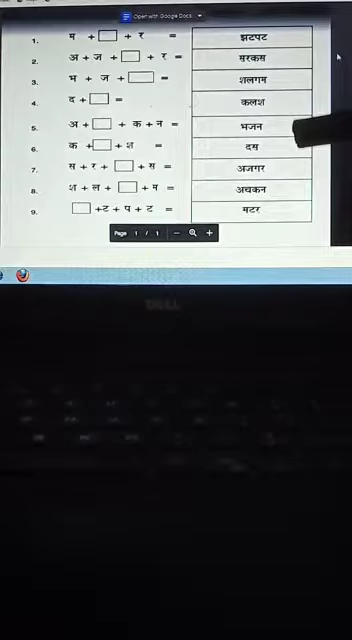 Open with Google Docs
1. म + □ + र = झटपट
2. अ + ज + □ + र = सरकस
3. भ + ज + □ = शलगम
4. द + □ = कलश
5. अ + □ + क + न = भजन
6. क + □ + श = दस
7. स + र + □ + स = अजगर
8. श + ल + □ + म = अचकन
9. □ + ट + प + ट = मटर
Page 1 / 1 − +
DELL